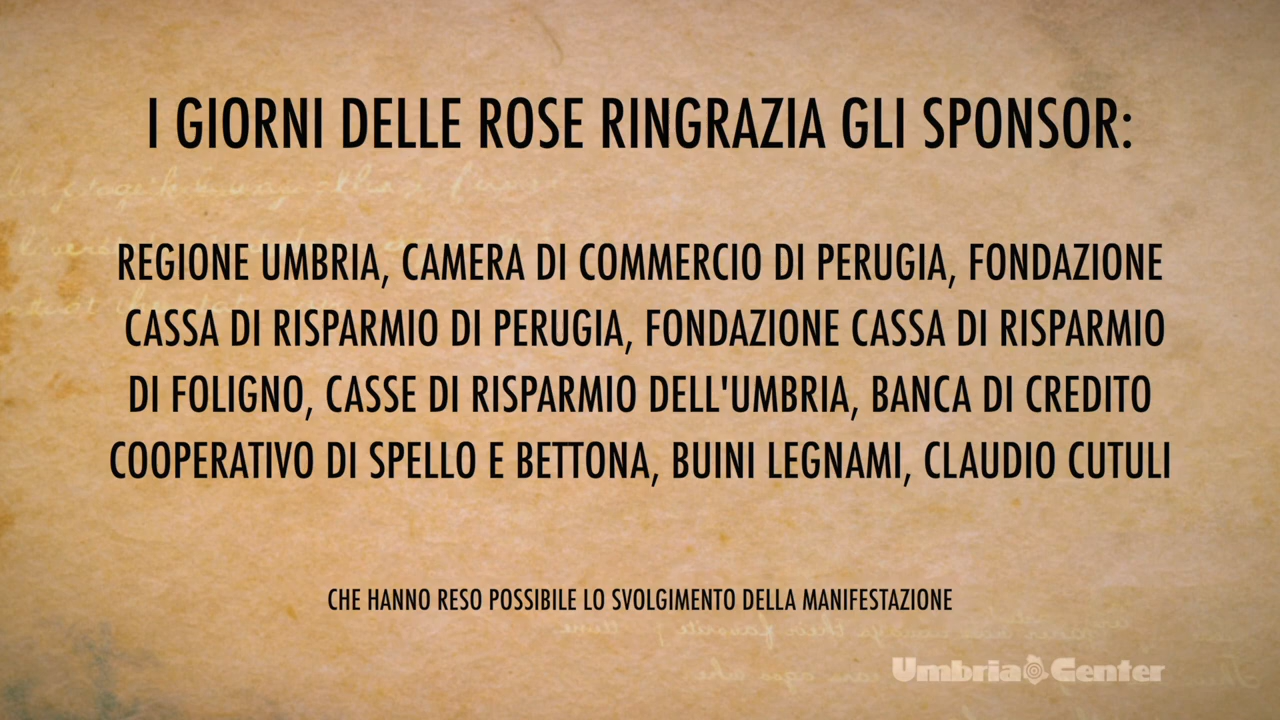 I GIORNI DELLE ROSE RINGRAZIA GLI SPONSOR:
REGIONE UMBRIA, CAMERA DI COMMERCIO DI PERUGIA, FONDAZIONE
CASSA DI RISPARMIO DI PERUGIA, FONDAZIONE CASSA DI RISPARMIO
DI FOLIGNO, CASSE DI RISPARMIO DELL'UMBRIA, BANCA DI CREDITO
COOPERATIVO DI SPELLO E BETTONA, BUINI LEGNAMI, CLAUDIO CUTULI
CHE HANNO RESO POSSIBILE LO SVOLGIMENTO DELLA MANIFESTAZIONE
Umbria Center